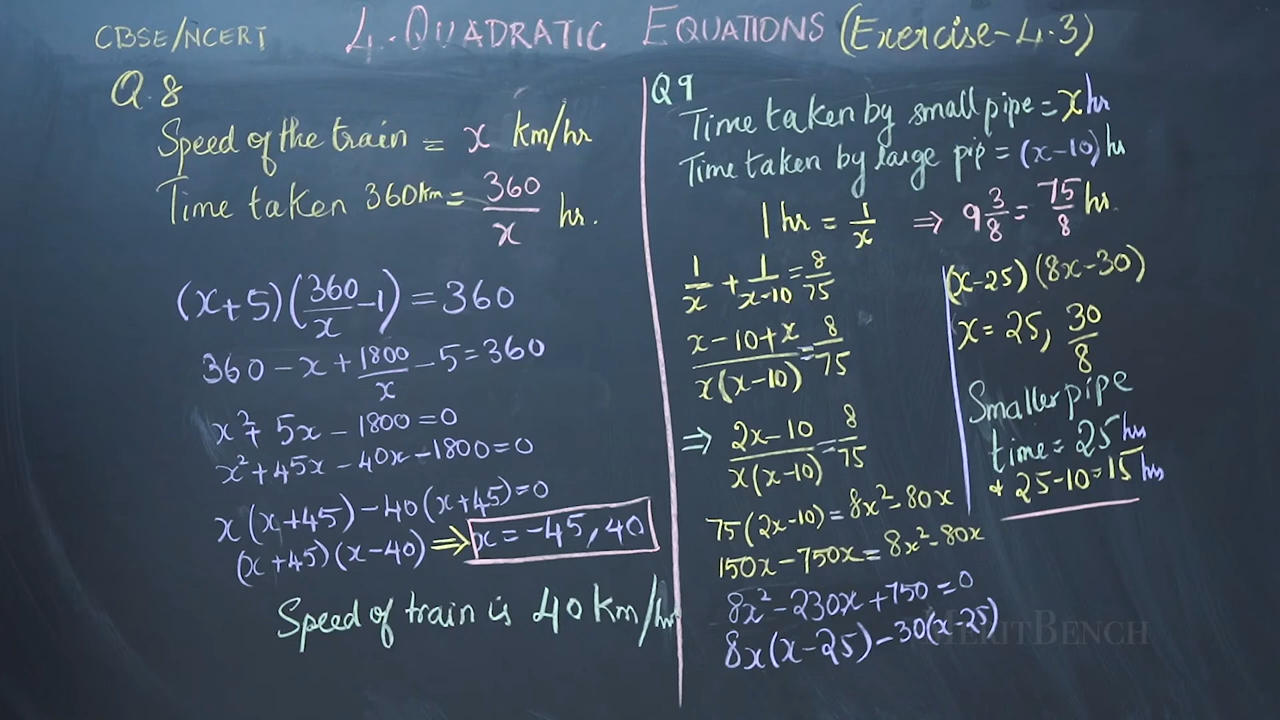 CBSE/NCERT 4. QUADRATIC EQUATIONS (Exercise-4.3)
Q.8
Speed of the train = x km/hr
Time taken 360km = 360/x hr.
(x+5)(360/x-1) = 360
360 - x + 1800/x - 5 = 360
x² + 5x - 1800 = 0
x² + 45x - 40x - 1800 = 0
x(x+45) - 40(x+45) = 0
(x+45)(x-40) ⇒ x = -45, 40
Speed of train is 40 km/hr
Q 9
Time taken by small pipe = x hr
Time taken by large pip = (x-10) hr
1 hr = 1/x ⇒ 9 3/8 = 75/8 hr.
1/x + 1/x-10 = 8/75
x-10+x/x(x-10) = 8/75
⇒ 2x-10/x(x-10) = 8/75
75(2x-10) = 8x²-80x
150x-750x = 8x²-80x
8x²-230x+750 = 0
8x(x-25)-30(x-25)
(x-25)(8x-30)
x = 25, 30/8
Smaller pipe
time = 25 hrs
& 25-10 = 15 hrs
MERITBENCH